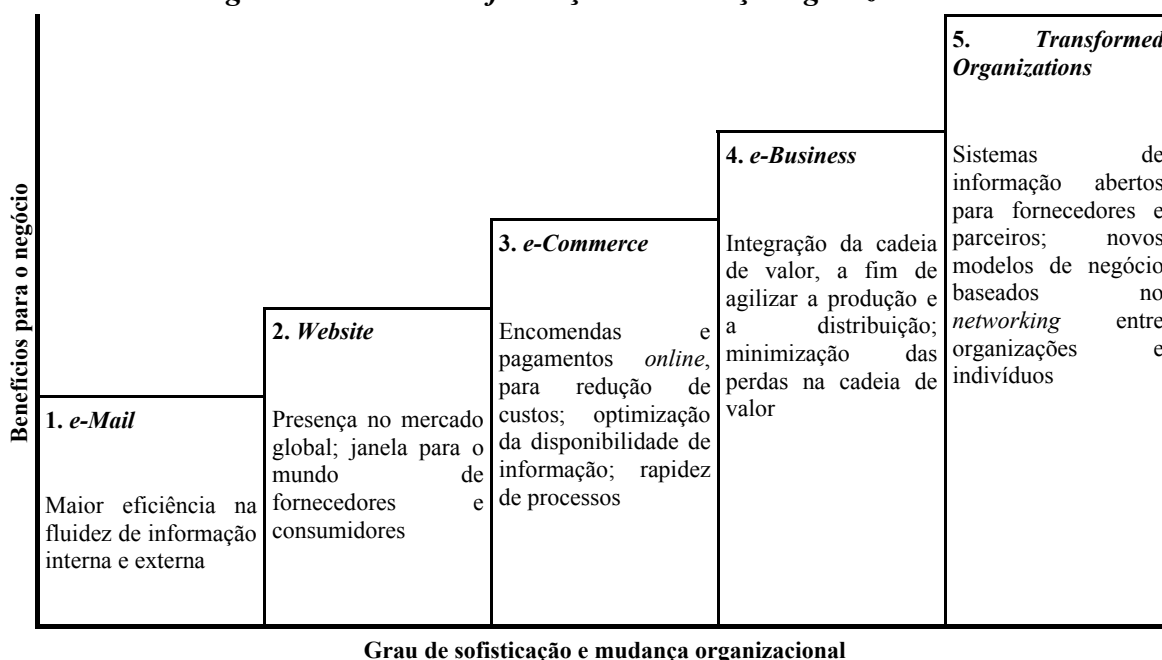 Benefícios para o negócio
1. e-Mail
Maior eficiência na
fluidez de informação
interna e externa
2. Website
Presença no mercado
global; janela para o
mundo de
fornecedores e
consumidores
3. e-Commerce
Encomendas e
pagamentos online,
para redução de
custos; optimização
da disponibilidade de
informação; rapidez
de processos
4. e-Business
Integração da cadeia
de valor, a fim de
agilizar a produção e
a distribuição;
minimização das
perdas na cadeia de
valor
5. Transformed
Organizations
Sistemas de
informação abertos
para fornecedores e
parceiros; novos
modelos de negócio
baseados no
networking entre
organizações e
indivíduos
Grau de sofisticação e mudança organizacional